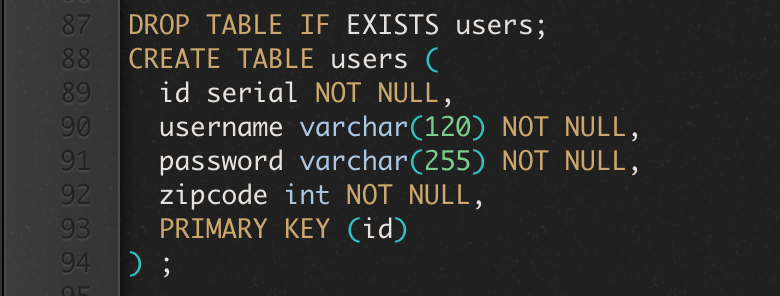 87 DROP TABLE IF EXISTS users;
88 CREATE TABLE users (
89 id serial NOT NULL,
90 username varchar(120) NOT NULL,
91 password varchar(255) NOT NULL,
92 zipcode int NOT NULL,
93 PRIMARY KEY (id)
94 ) ;